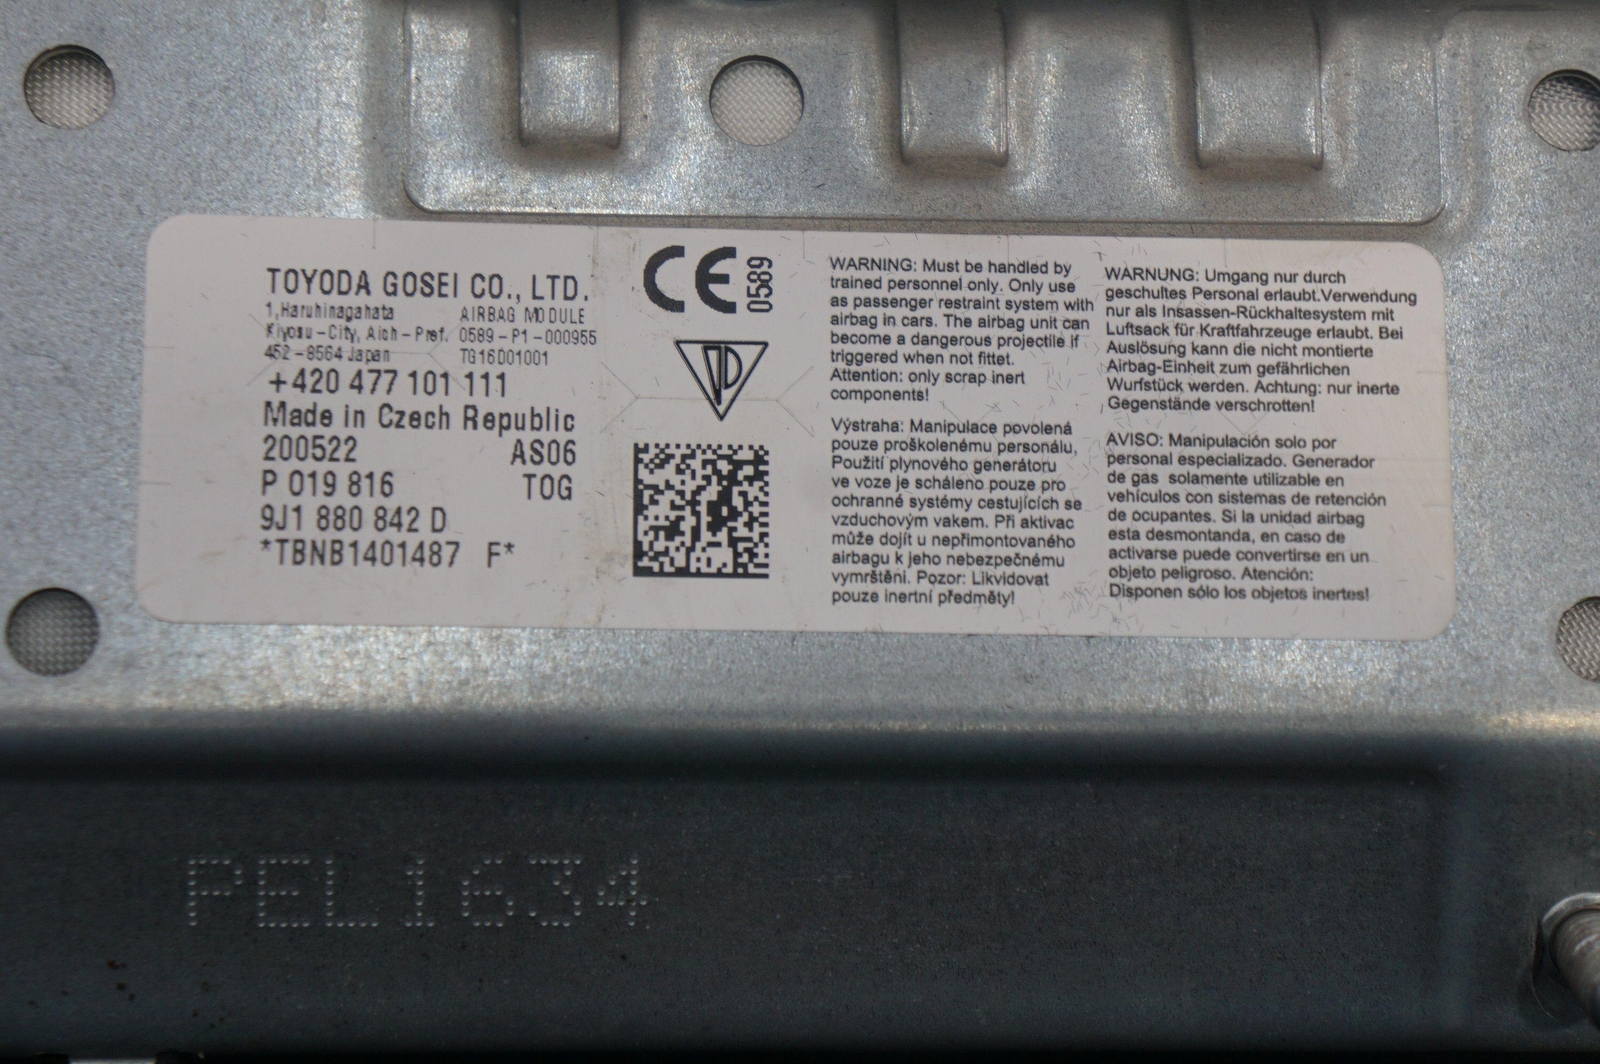 TOYODA GOSEI CO., LTD.
1,Haruhinagahata AIRBAG MODULE
Kiyosu-City, Aich-Pref. 0589-P1-000955
452-8564 Japan TG16D01001
+420 477 101 111
Made in Czech Republic
200522 AS06
P 019 816 TOG
9J1 880 842 D
*TBNB1401487 F*
CE 0589
PD
WARNING: Must be handled by
trained personnel only. Only use
as passenger restraint system with
airbag in cars. The airbag unit can
become a dangerous projectile if
triggered when not fittet.
Attention: only scrap inert
components!
Výstraha: Manipulace povolená
pouze proškolenému personálu,
Použití plynového generátoru
ve voze je scháleno pouze pro
ochranné systémy cestujících se
vzduchovým vakem. Při aktivac
může dojít u nepřimontovaného
airbagu k jeho nebezpečnému
vymrštění. Pozor: Likvidovat
pouze inertní předměty!
WARNUNG: Umgang nur durch
geschultes Personal erlaubt.Verwendung
nur als Insassen-Rückhaltesystem mit
Luftsack für Kraftfahrzeuge erlaubt. Bei
Auslösung kann die nicht montierte
Airbag-Einheit zum gefährlichen
Wurfstück werden. Achtung: nur inerte
Gegenstände verschrotten!
AVISO: Manipulación solo por
personal especializado. Generador
de gas solamente utilizable en
vehículos con sistemas de retención
de ocupantes. Si la unidad airbag
esta desmontanda, en caso de
activarse puede convertirse en un
objeto peligroso. Atención:
Disponen sólo los objetos inertes!
PEL1634